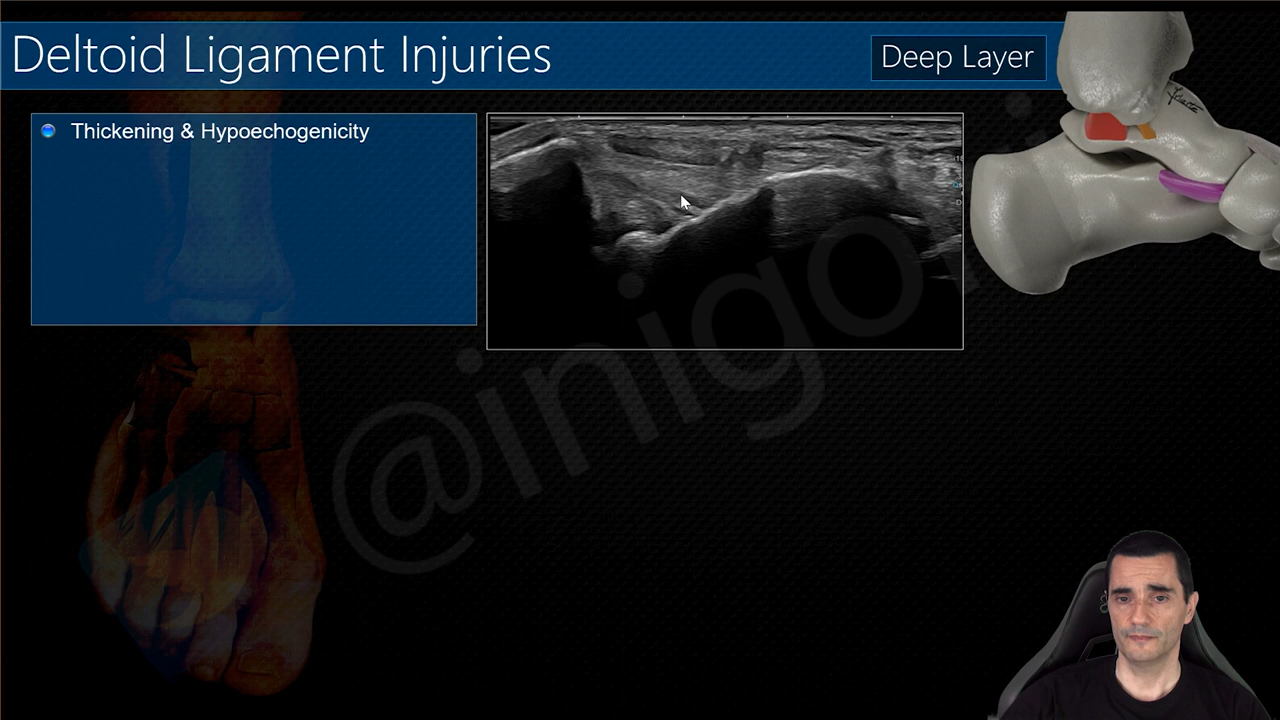 Deltoid Ligament Injuries
Deep Layer
Thickening & Hypoechogenicity
@inigo